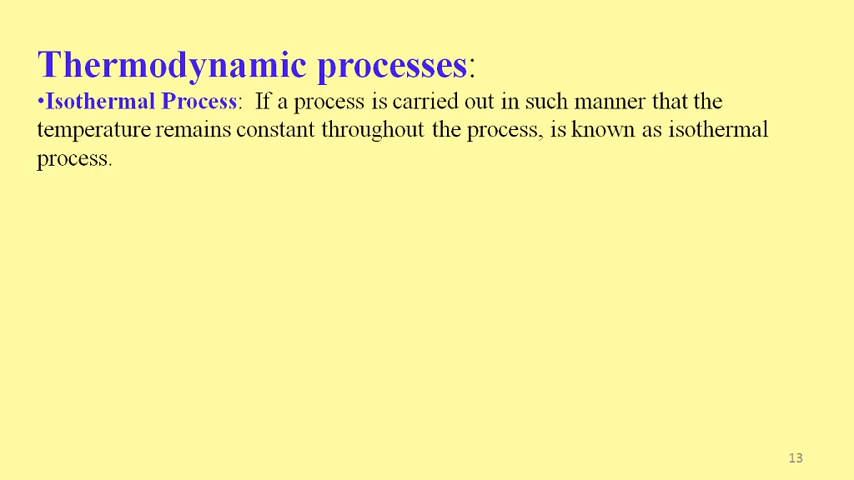 Thermodynamic processes:
•Isothermal Process:  If a process is carried out in such manner that the
temperature remains constant throughout the process, is known as isothermal
process.
13